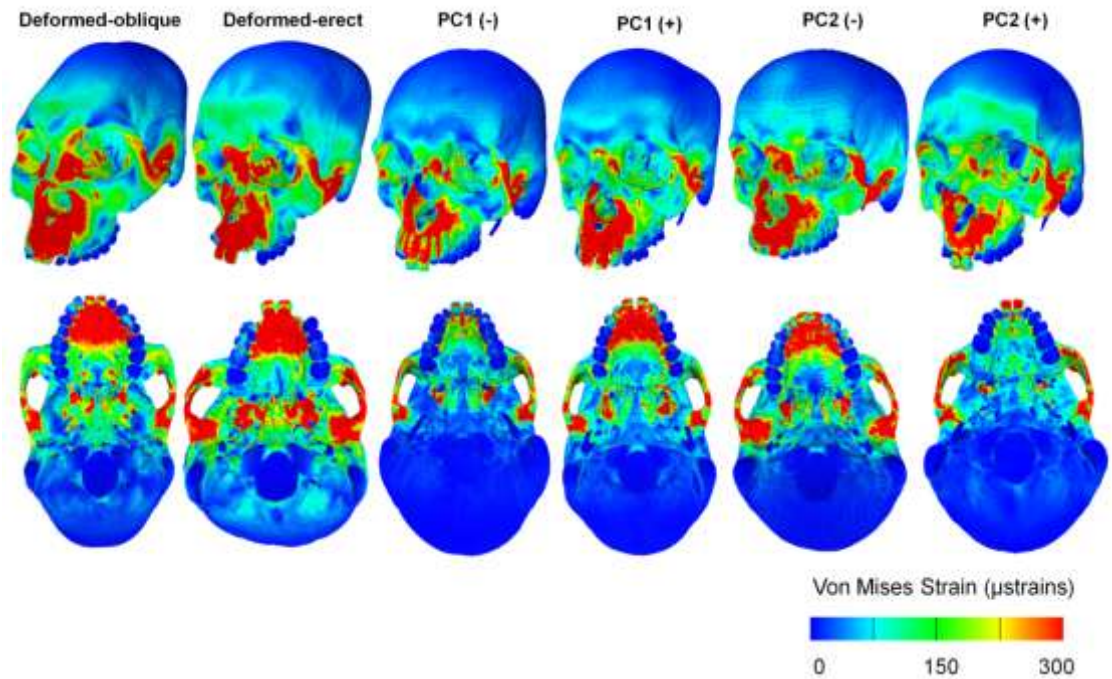 Deformed-oblique Deformed-erect PC1 (-) PC1 (+) PC2 (-) PC2 (+)
Von Mises Strain (µstrains)
0 150 300